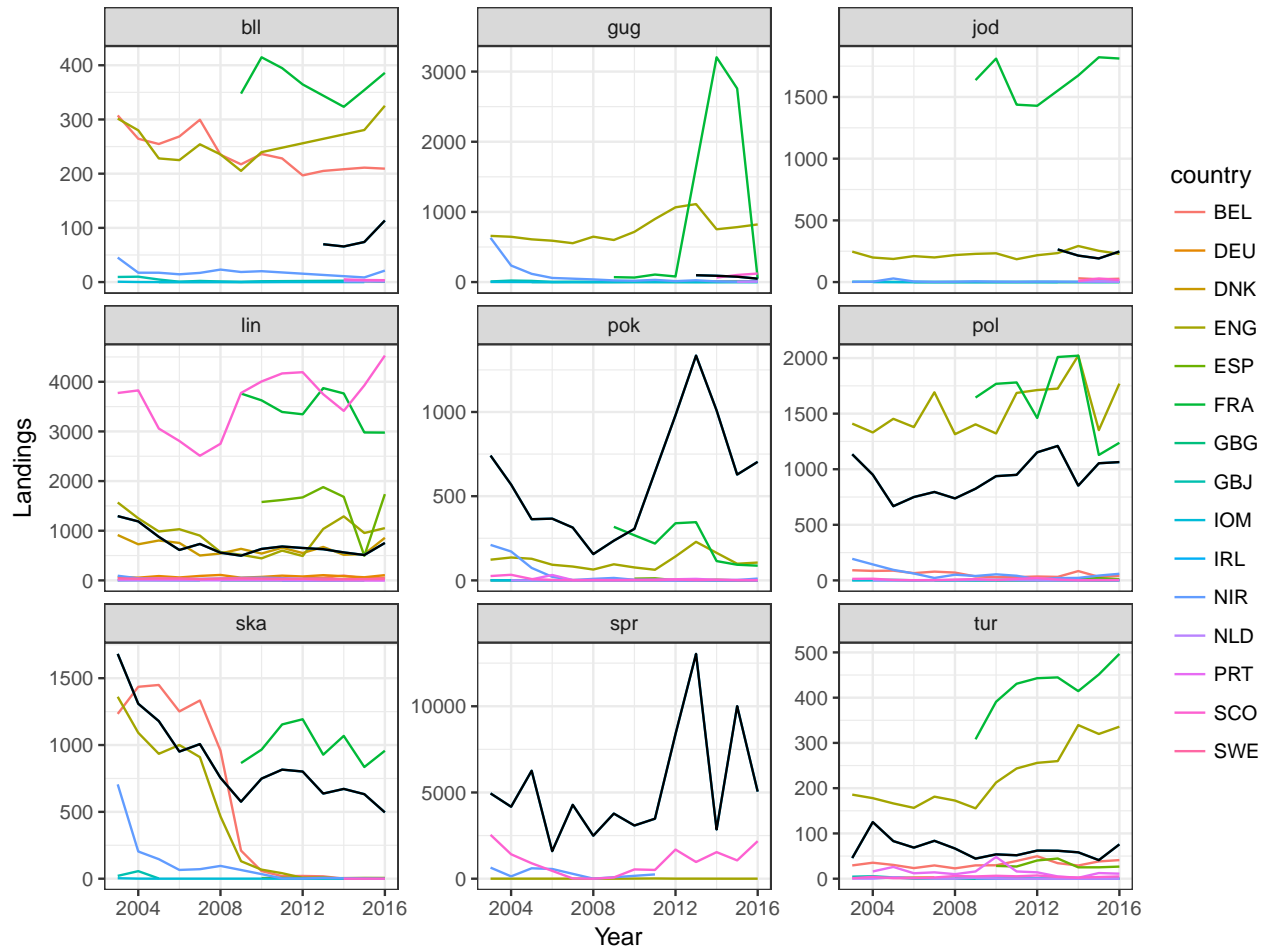 bll
gug
jod
400
300
200
100
0
3000
2000
1000
0
1500
1000
500
0
lin
pok
pol
4000
3000
2000
1000
0
1000
500
0
2000
1500
1000
500
0
ska
spr
tur
1500
1000
500
0
10000
5000
0
500
400
300
200
100
0
2004 2008 2012 2016
2004 2008 2012 2016
2004 2008 2012 2016
Year
Landings
country
BEL
DEU
DNK
ENG
ESP
FRA
GBG
GBJ
IOM
IRL
NIR
NLD
PRT
SCO
SWE